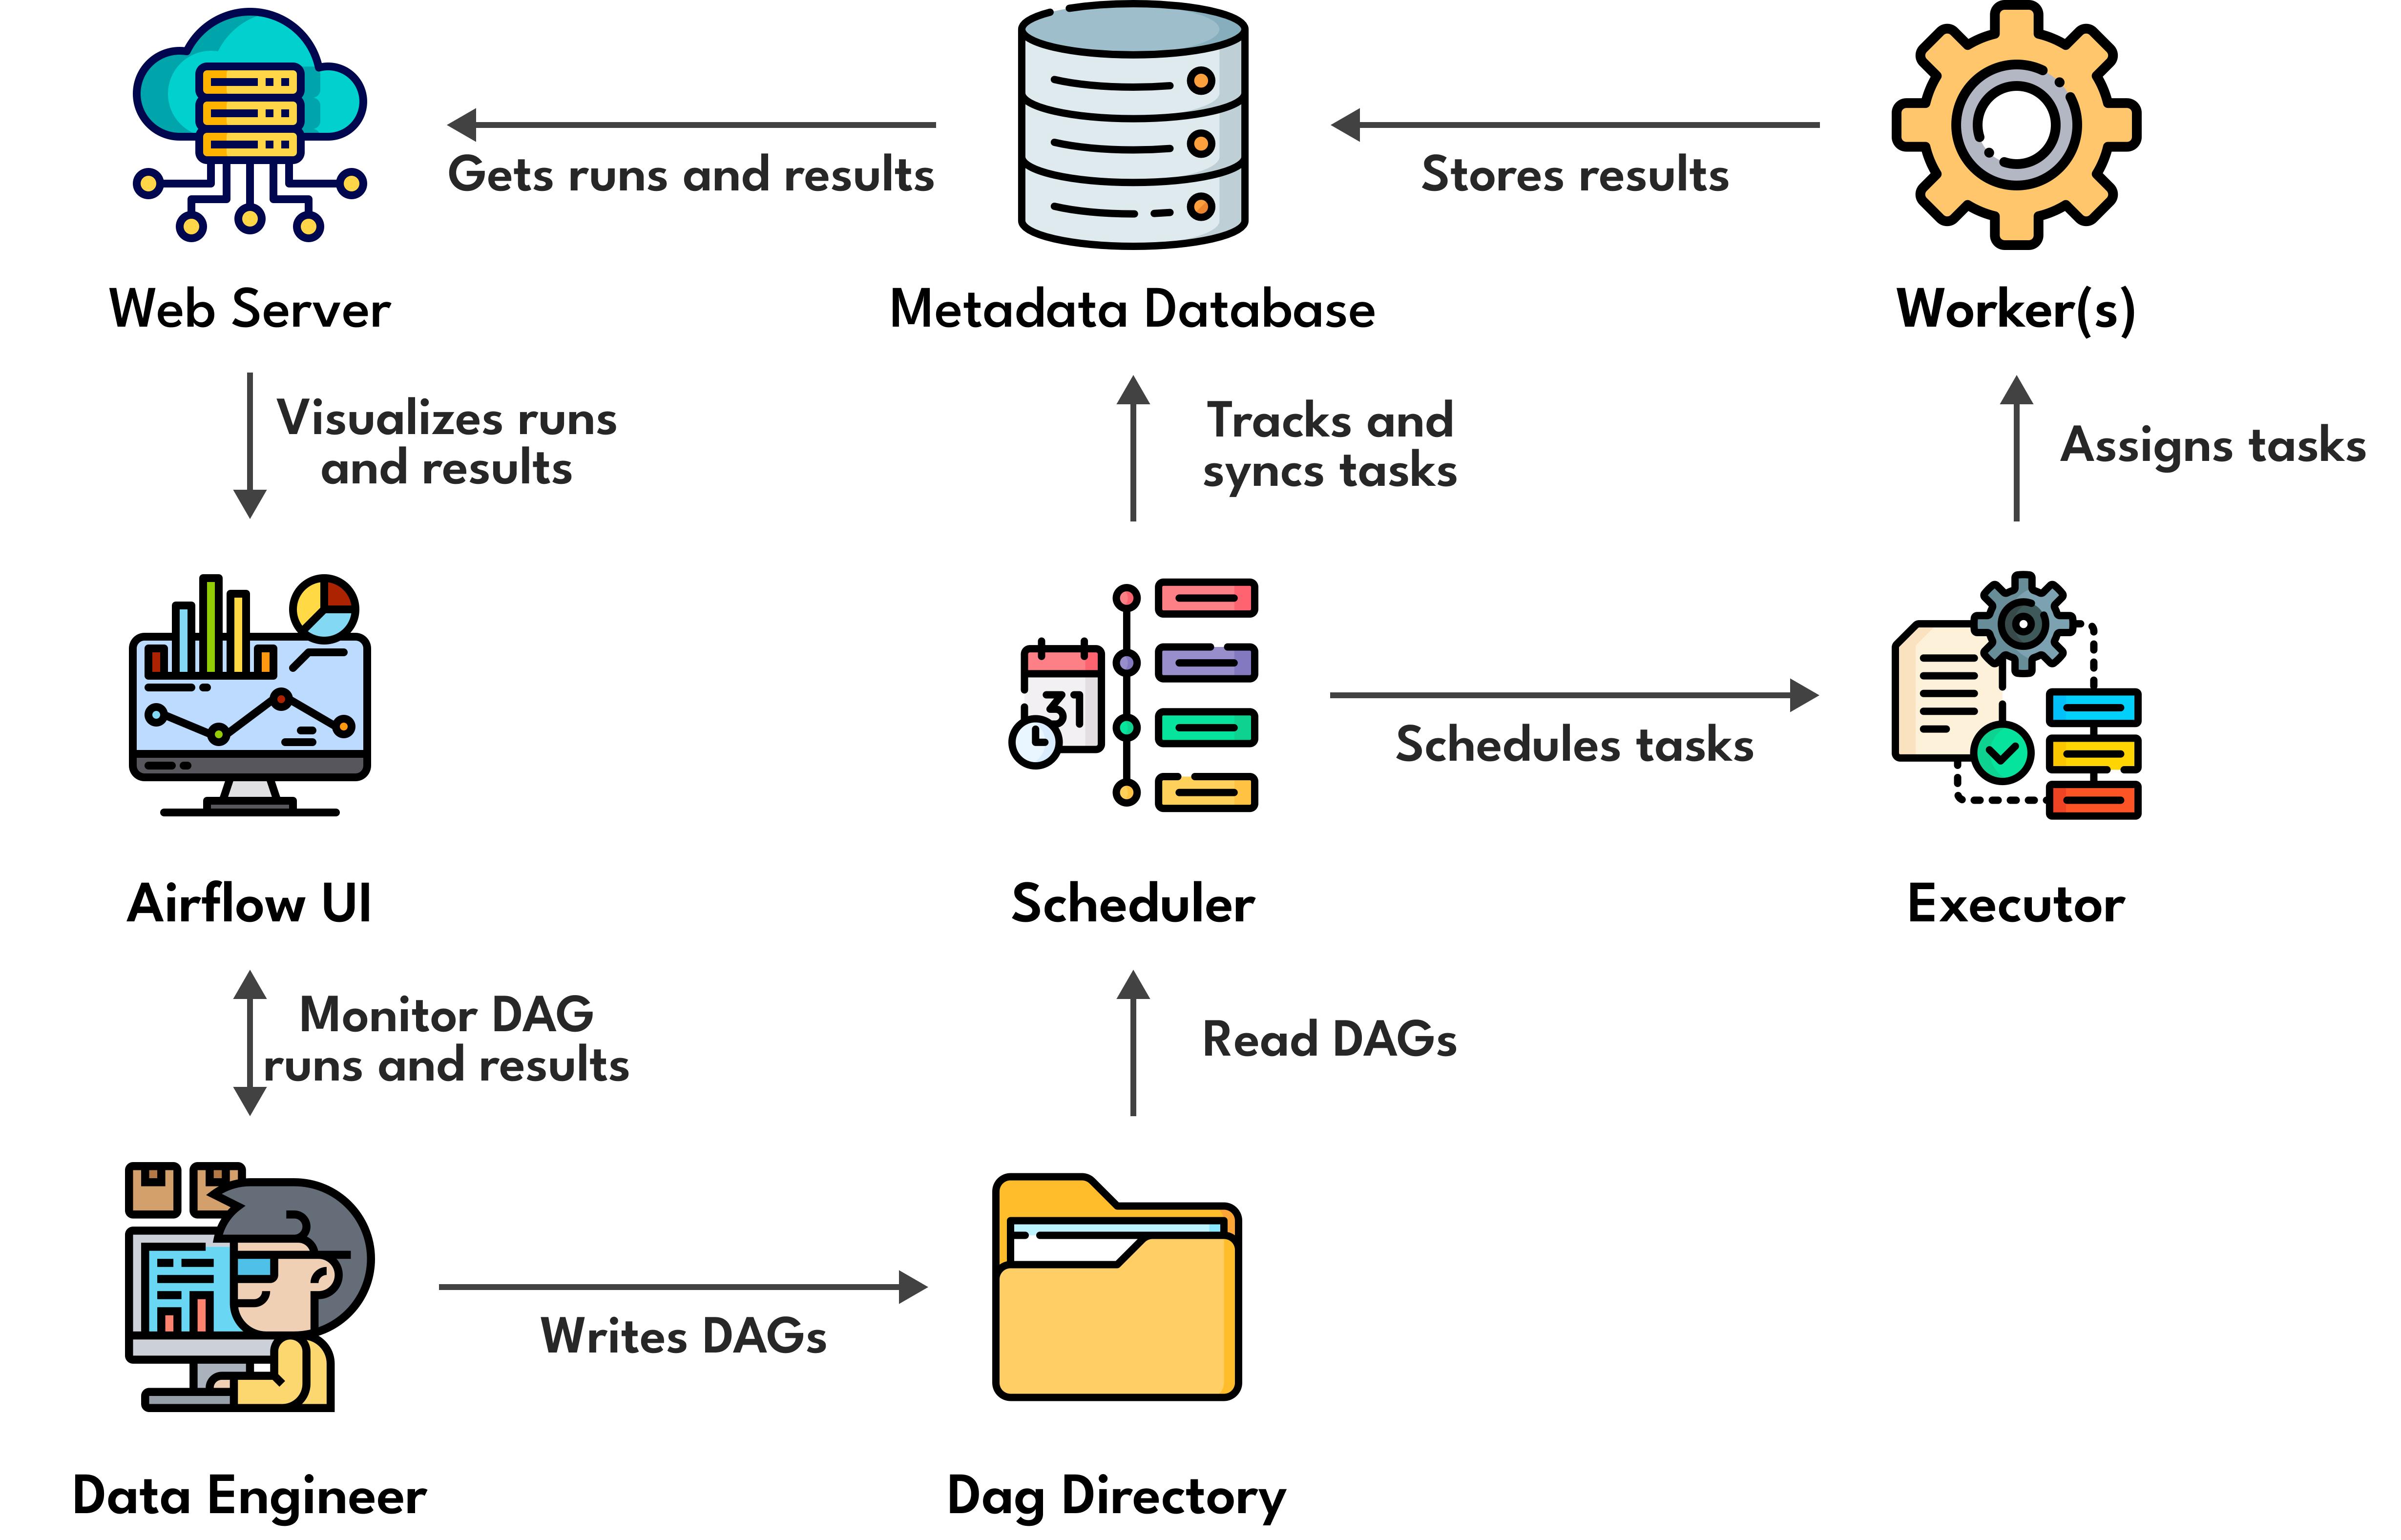 Gets runs and results
Stores results
Web Server
Metadata Database
Worker(s)
Visualizes runs
and results
Tracks and
syncs tasks
Assigns tasks
31
Schedules tasks
Airflow UI
Scheduler
Executor
Monitor DAG
runs and results
Read DAGs
Writes DAGs
Data Engineer
Dag Directory